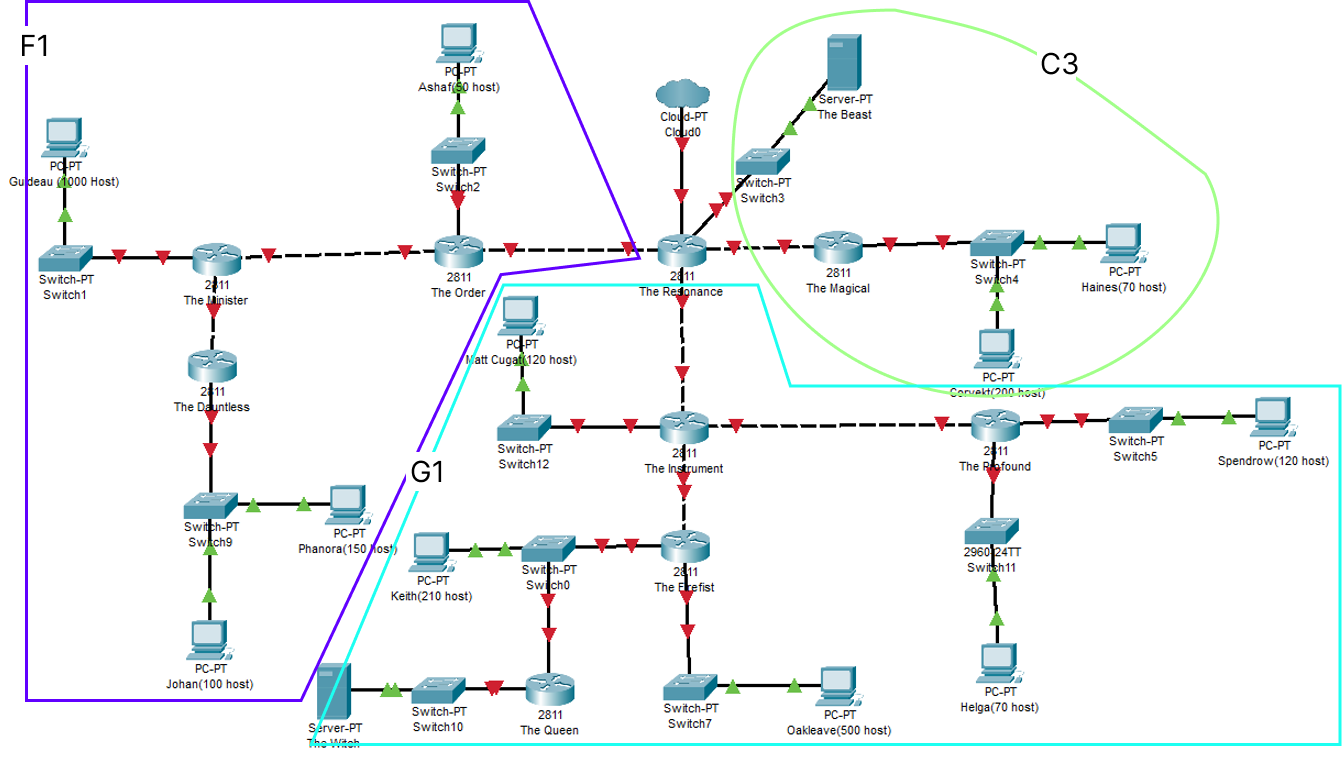 F1
C3
PC-PT
Ashaf(50 host)
Server-PT
The Beast
Cloud-PT
Cloud0
PC-PT
Gudeau (1000 Host)
Switch-PT
Switch2
Switch-PT
Switch3
Switch-PT
Switch1
2811
The Minister
2811
The Order
2811
The Resonance
2811
The Magical
Switch-PT
Switch4
PC-PT
Haines(70 host)
PC-PT
Matt Cugat(120 host)
PC-PT
Corvekt(200 host)
2811
The Dauntless
Switch-PT
Switch12
2811
The Instrument
2811
The Profound
Switch-PT
Switch5
PC-PT
Spendrow(120 host)
G1
Switch-PT
Switch9
PC-PT
Phanora(150 host)
PC-PT
Keith(210 host)
Switch-PT
Switch0
2811
The Firefist
2960-24TT
Switch11
PC-PT
Johan(100 host)
Server-PT
The Witch
Switch-PT
Switch10
2811
The Queen
Switch-PT
Switch7
PC-PT
Oakleave(500 host)
PC-PT
Helga(70 host)